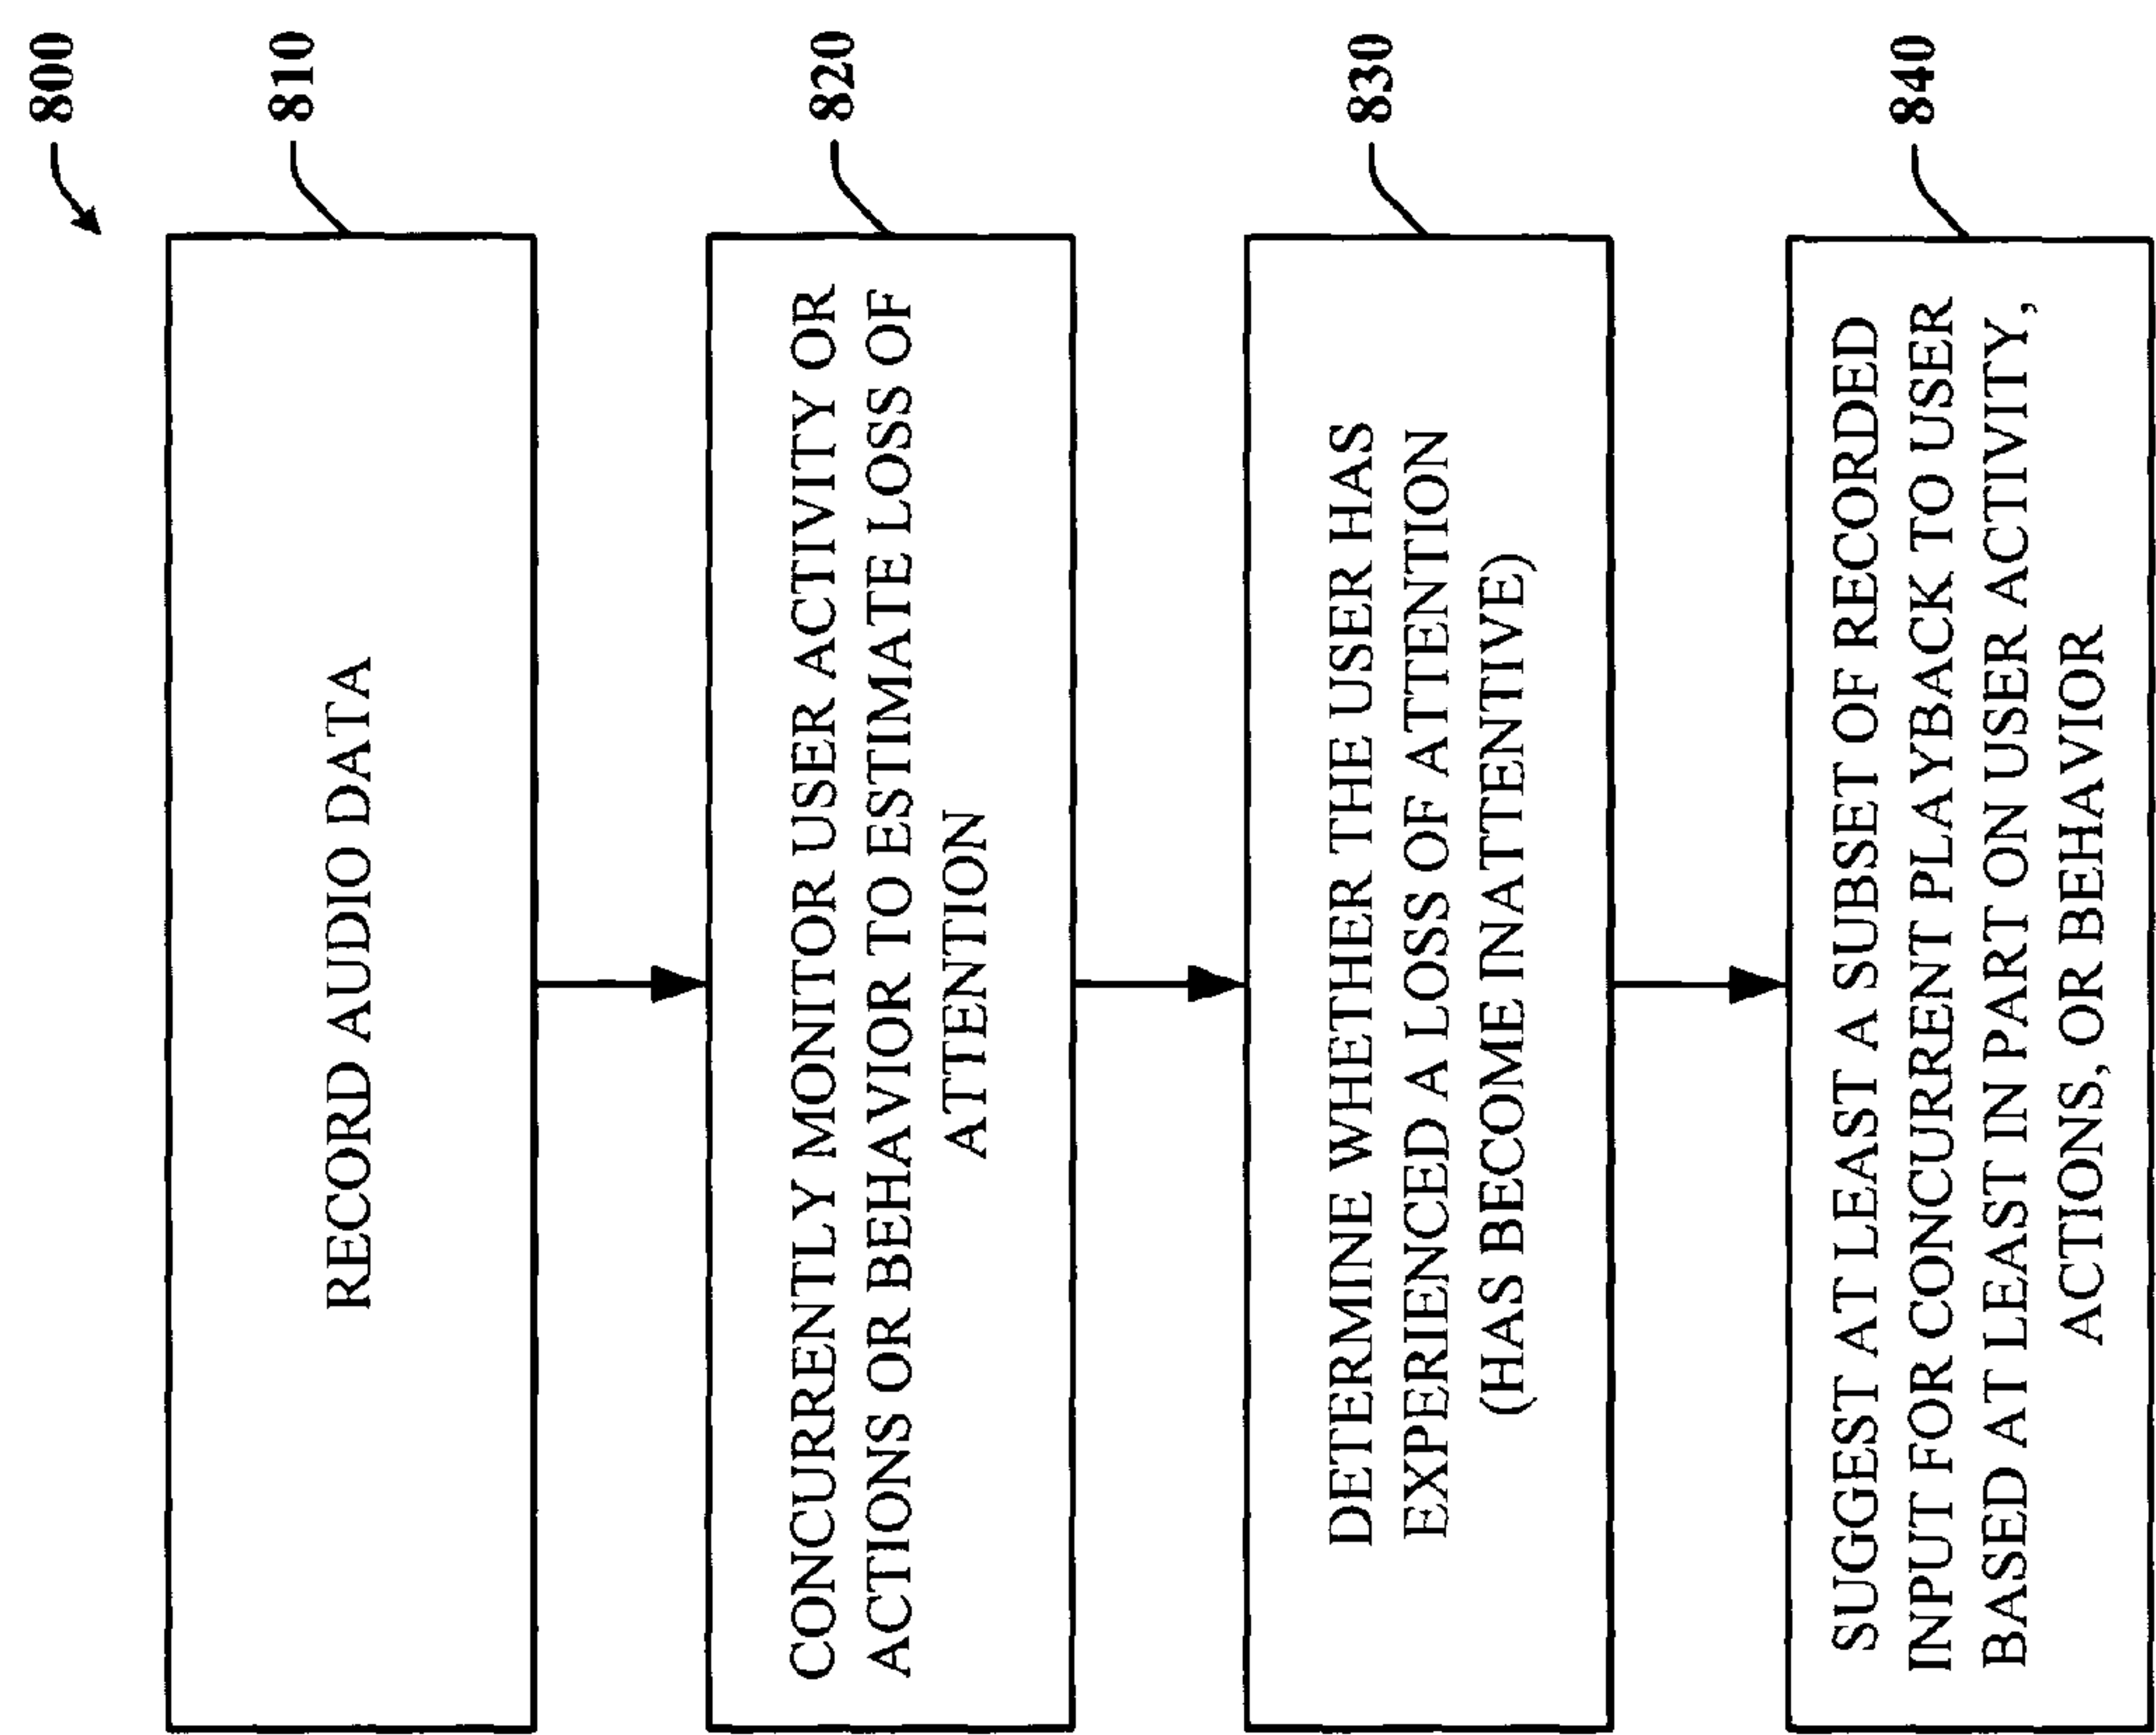 800
810
RECORD AUDIO DATA
820
CONCURRENTLY MONITOR USER ACTIVITY OR
ACTIONS OR BEHAVIOR TO ESTIMATE LOSS OF
ATTENTION
830
DETERMINE WHETHER THE USER HAS
EXPERIENCED A LOSS OF ATTENTION
(HAS BECOME INATTENTIVE)
840
SUGGEST AT LEAST A SUBSET OF RECORDED
INPUT FOR CONCURRENT PLAYBACK TO USER
BASED AT LEAST IN PART ON USER ACTIVITY,
ACTIONS, OR BEHAVIOR